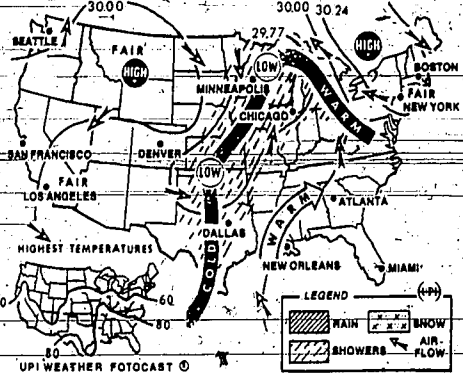 30.00
30.00 30.24
29.77
SEATTLE
FAIR
HIGH
HIGH
LOW
BOSTON
MINNEAPOLIS
FAIR
NEW YORK
CHICAGO
WARM
SAN FRANCISCO
DENVER
LOW
FAIR
LOS ANGELES
ATLANTA
WARM
DALLAS
COLD
HIGHEST TEMPERATURES
NEW ORLEANS
MIAMI
60
80
80
LEGEND
RAIN
SNOW
SHOWERS
AIR
FLOW
UPI WEATHER FOTOCAST